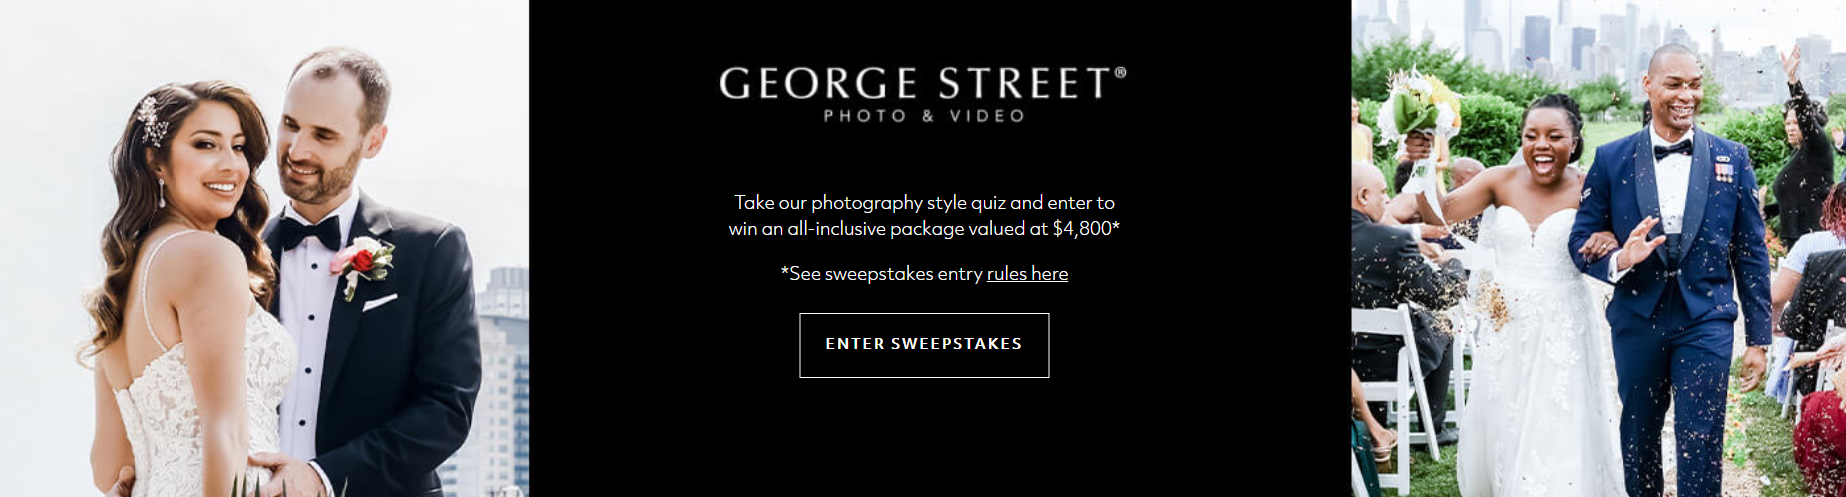 GEORGE STREET®
PHOTO & VIDEO
Take our photography style quiz and enter to
win an all-inclusive package valued at $4,800*
*See sweepstakes entry rules here
ENTER SWEEPSTAKES